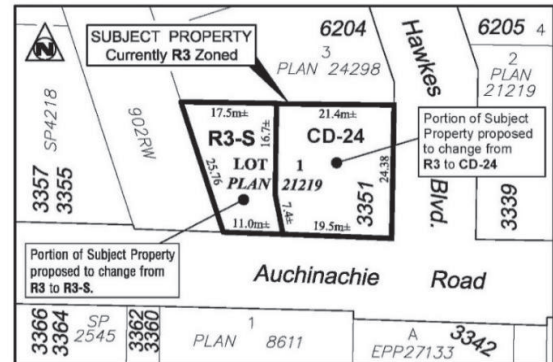 N
SUBJECT PROPERTY
Currently R3 Zoned
6204
3
PLAN 24298
Hawkes
Blvd.
6205 4
2
PLAN
21219
SP4218
902RW
3357
3355
17.5m±
21.4m±
R3-S
16.7±
CD-24
25.76
LOT
1
PLAN
21219
3351
24.38
7.4±
11.0m±
19.5m±
3339
Portion of Subject
Property proposed
to change from
R3 to CD-24
Portion of Subject Property
proposed to change from
R3 to R3-S.
Auchinachie Road
3366
3364
SP
2545
3362
3360
1
PLAN 8611
A
EPP27133
3342